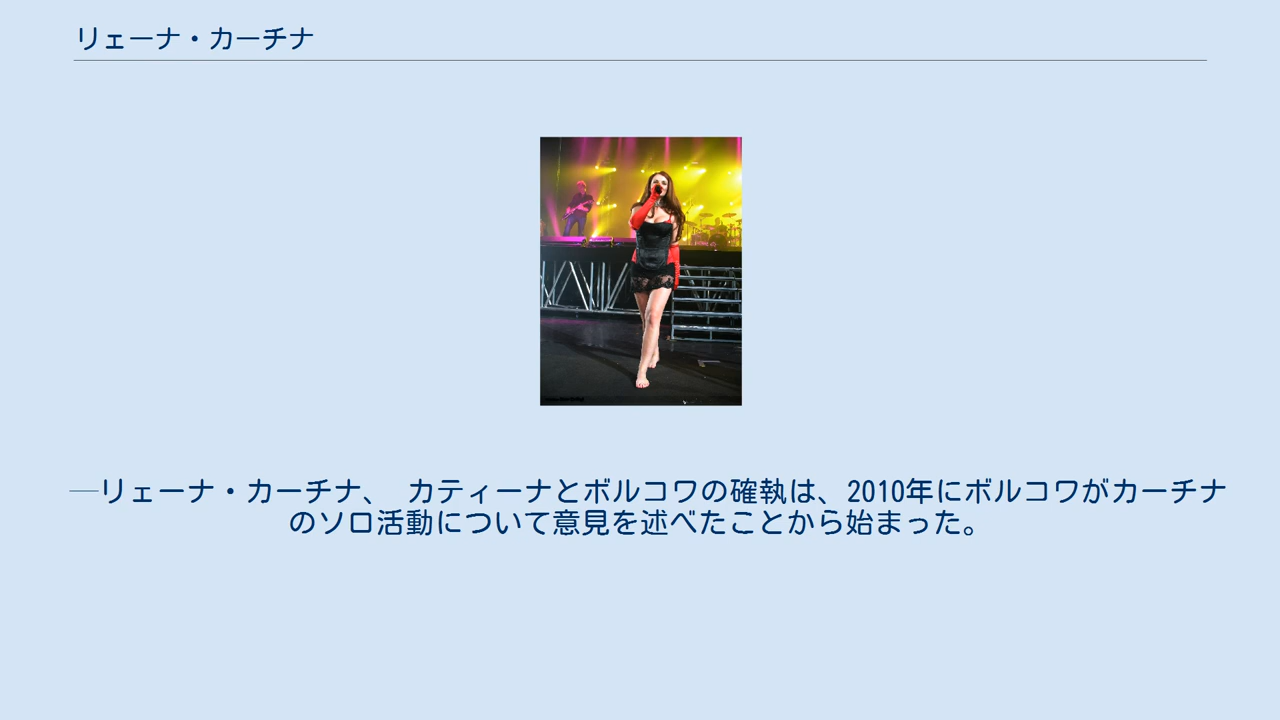 リェーナ・カーチナ
—リェーナ・カーチナ、 カティーナとボルコワの確執は、2010年にボルコワがカーチナ
のソロ活動について意見を述べたことから始まった。